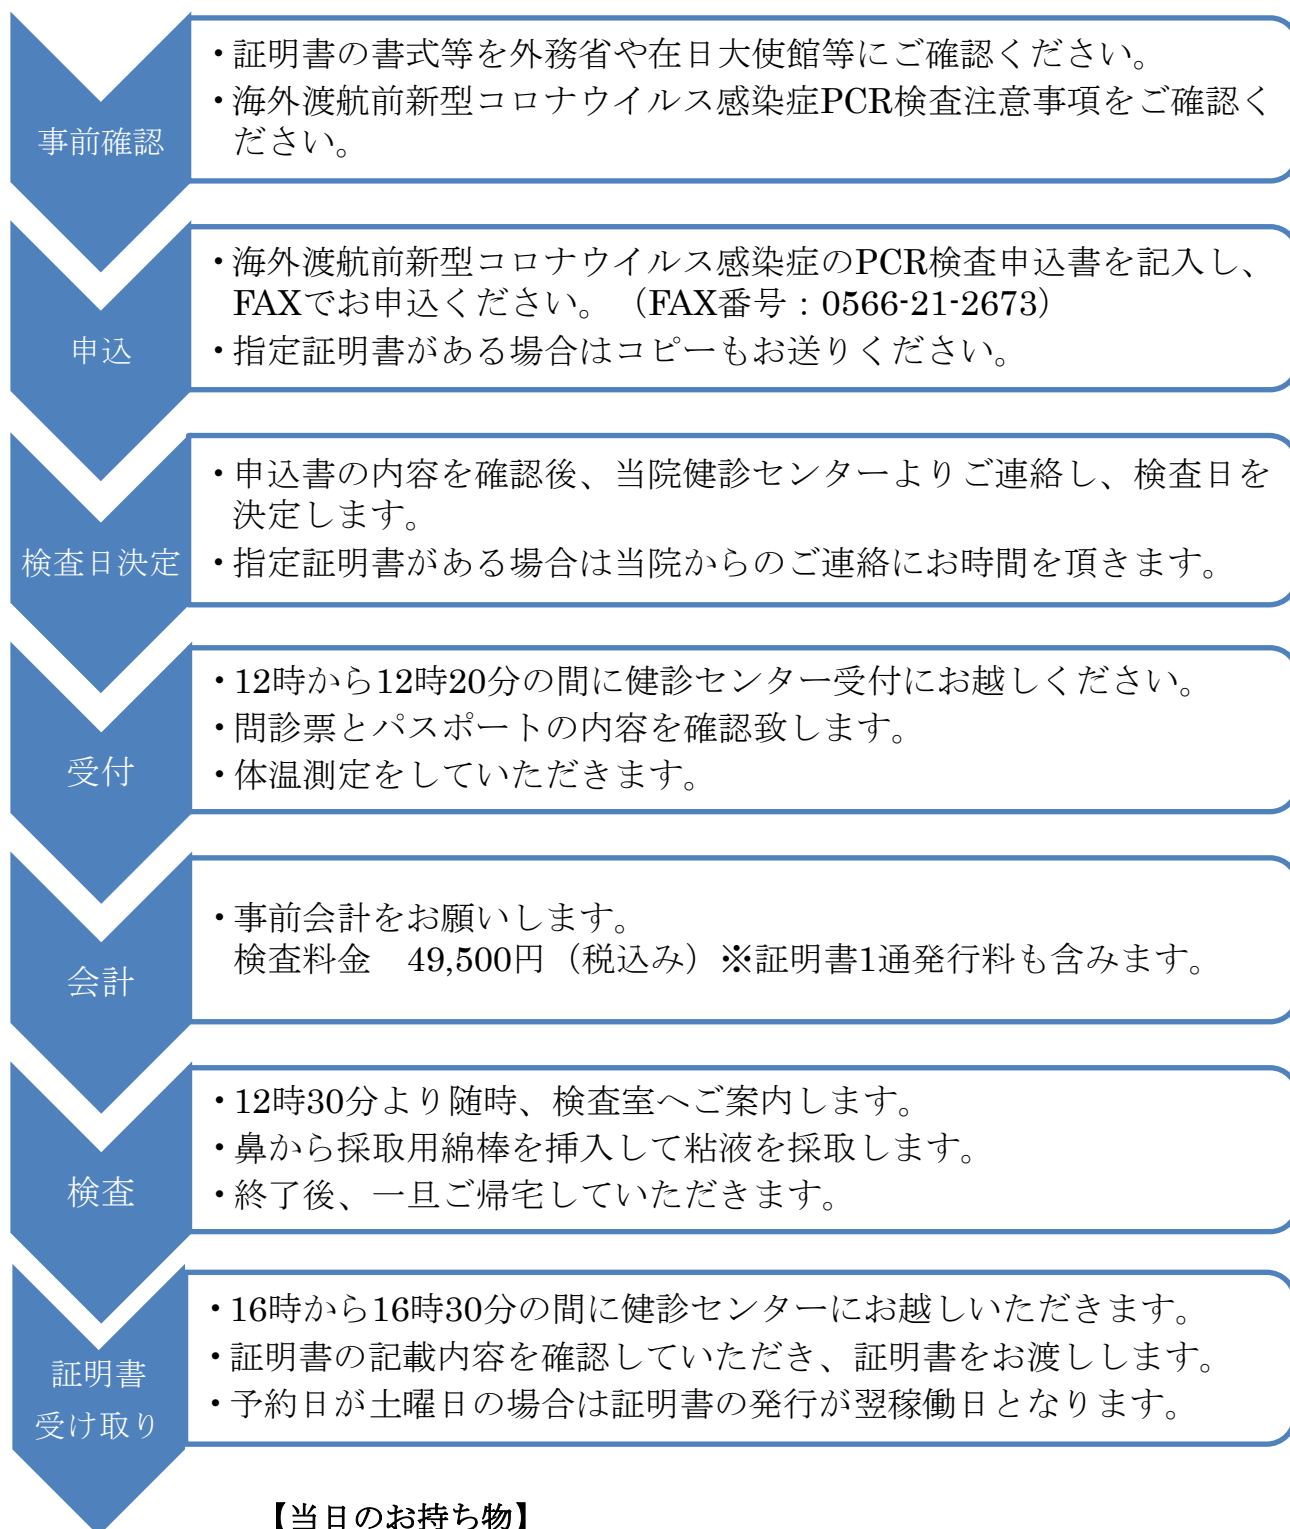 事前確認
・証明書の書式等を外務省や在日大使館等にご確認ください。
・海外渡航前新型コロナウイルス感染症PCR検査注意事項をご確認く
ださい。
申込
・海外渡航前新型コロナウイルス感染症のPCR検査申込書を記入し、
FAXでお申込ください。（FAX番号：0566-21-2673）
・指定証明書がある場合はコピーもお送りください。
検査日決定
・申込書の内容を確認後、当院健診センターよりご連絡し、検査日を
決定します。
・指定証明書がある場合は当院からのご連絡にお時間を頂きます。
受付
・12時から12時20分の間に健診センター受付にお越しください。
・問診票とパスポートの内容を確認致します。
・体温測定をしていただきます。
会計
・事前会計をお願いします。
検査料金　49,500円（税込み）※証明書1通発行料も含みます。
検査
・12時30分より随時、検査室へご案内します。
・鼻から採取用綿棒を挿入して粘液を採取します。
・終了後、一旦ご帰宅していただきます。
証明書
受け取り
・16時から16時30分の間に健診センターにお越しいただきます。
・証明書の記載内容を確認していただき、証明書をお渡しします。
・予約日が土曜日の場合は証明書の発行が翌稼働日となります。
【当日のお持ち物】